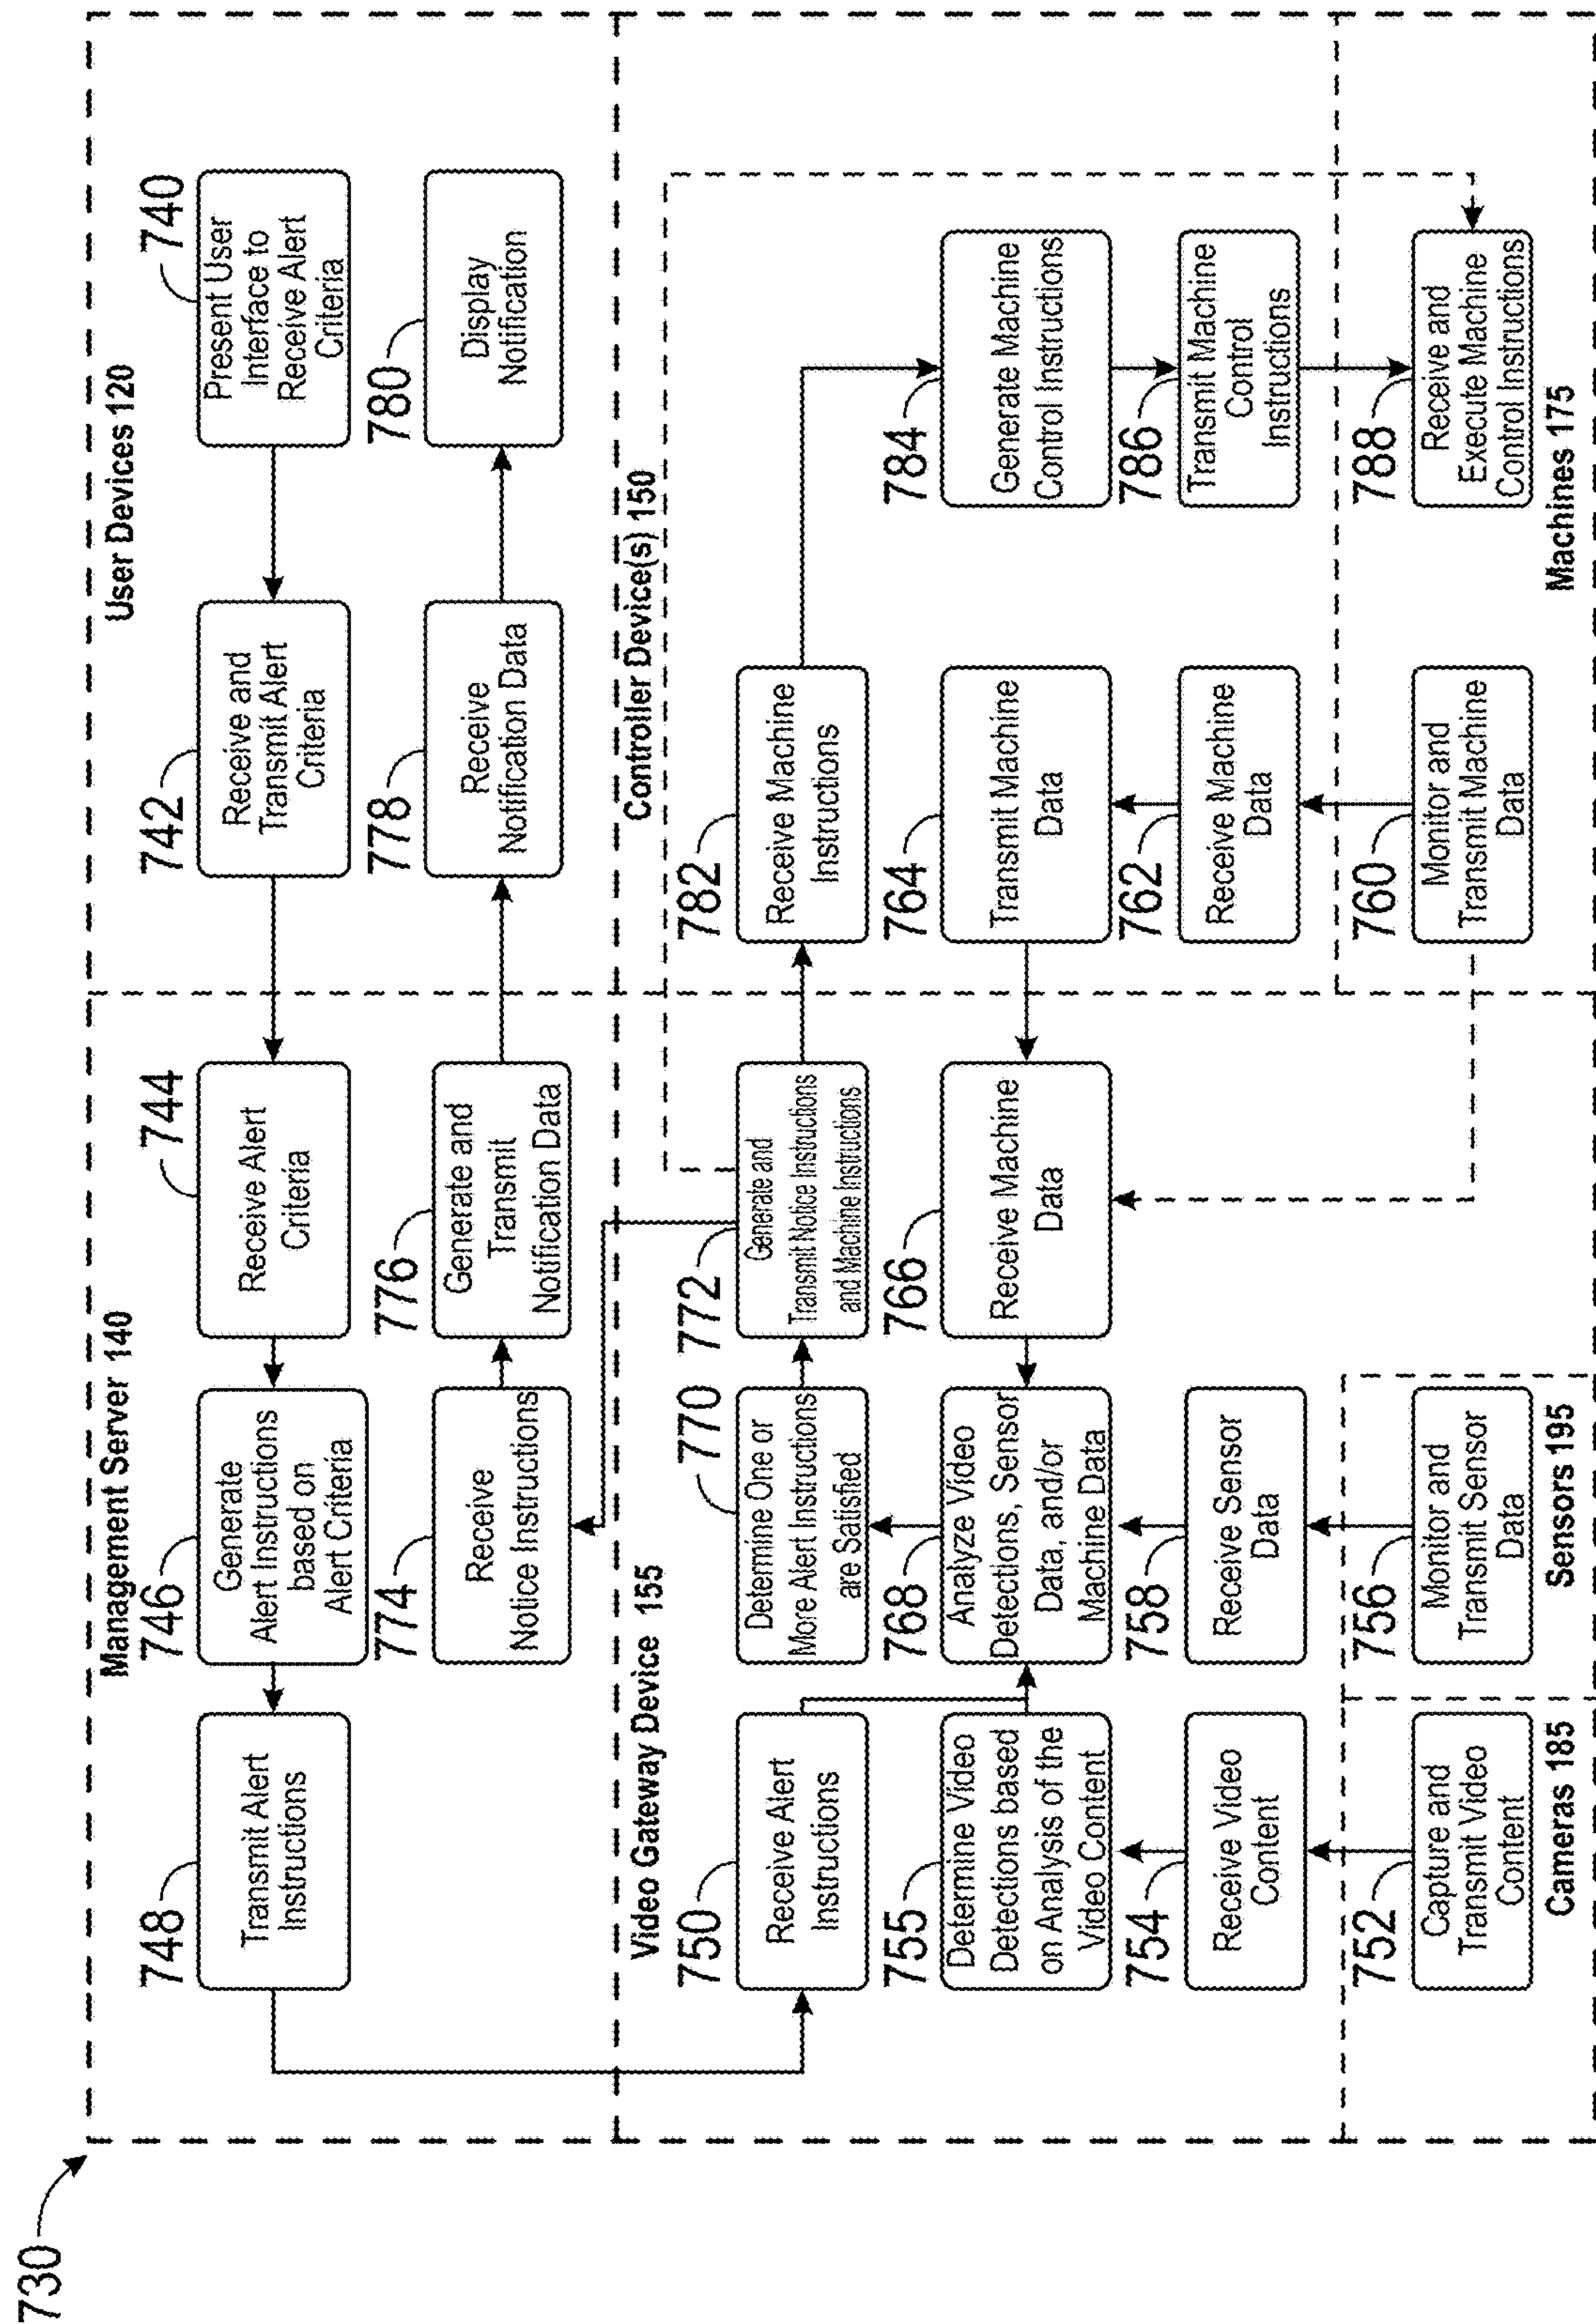 730
Management Server 140
User Devices 120
748
Transmit Alert
Instructions
746
Generate
Alert Instructions
based on
Alert Criteria
744
Receive Alert
Criteria
742
Receive and
Transmit Alert
Criteria
740
Present User
Interface to
Receive Alert
Criteria
774
Receive
Notice Instructions
776
Generate and
Transmit
Notification Data
778
Receive
Notification Data
780
Display
Notification
Video Gateway Device 155
Controller Device(s) 150
750
Receive Alert
Instructions
770
Determine One or
More Alert Instructions
are Satisfied
772
Generate and
Transmit Notice Instructions
and Machine Instructions
782
Receive Machine
Instructions
755
Determine Video
Detections based
on Analysis of the
Video Content
768
Analyze Video
Detections, Sensor
Data, and/or
Machine Data
766
Receive Machine
Data
764
Transmit Machine
Data
784
Generate Machine
Control Instructions
754
Receive Video
Content
758
Receive Sensor
Data
762
Receive Machine
Data
786
Transmit Machine
Control
Instructions
752
Capture and
Transmit Video
Content
756
Monitor and
Transmit Sensor
Data
760
Monitor and
Transmit Machine
Data
788
Receive and
Execute Machine
Control Instructions
Cameras 185
Sensors 195
Machines 175